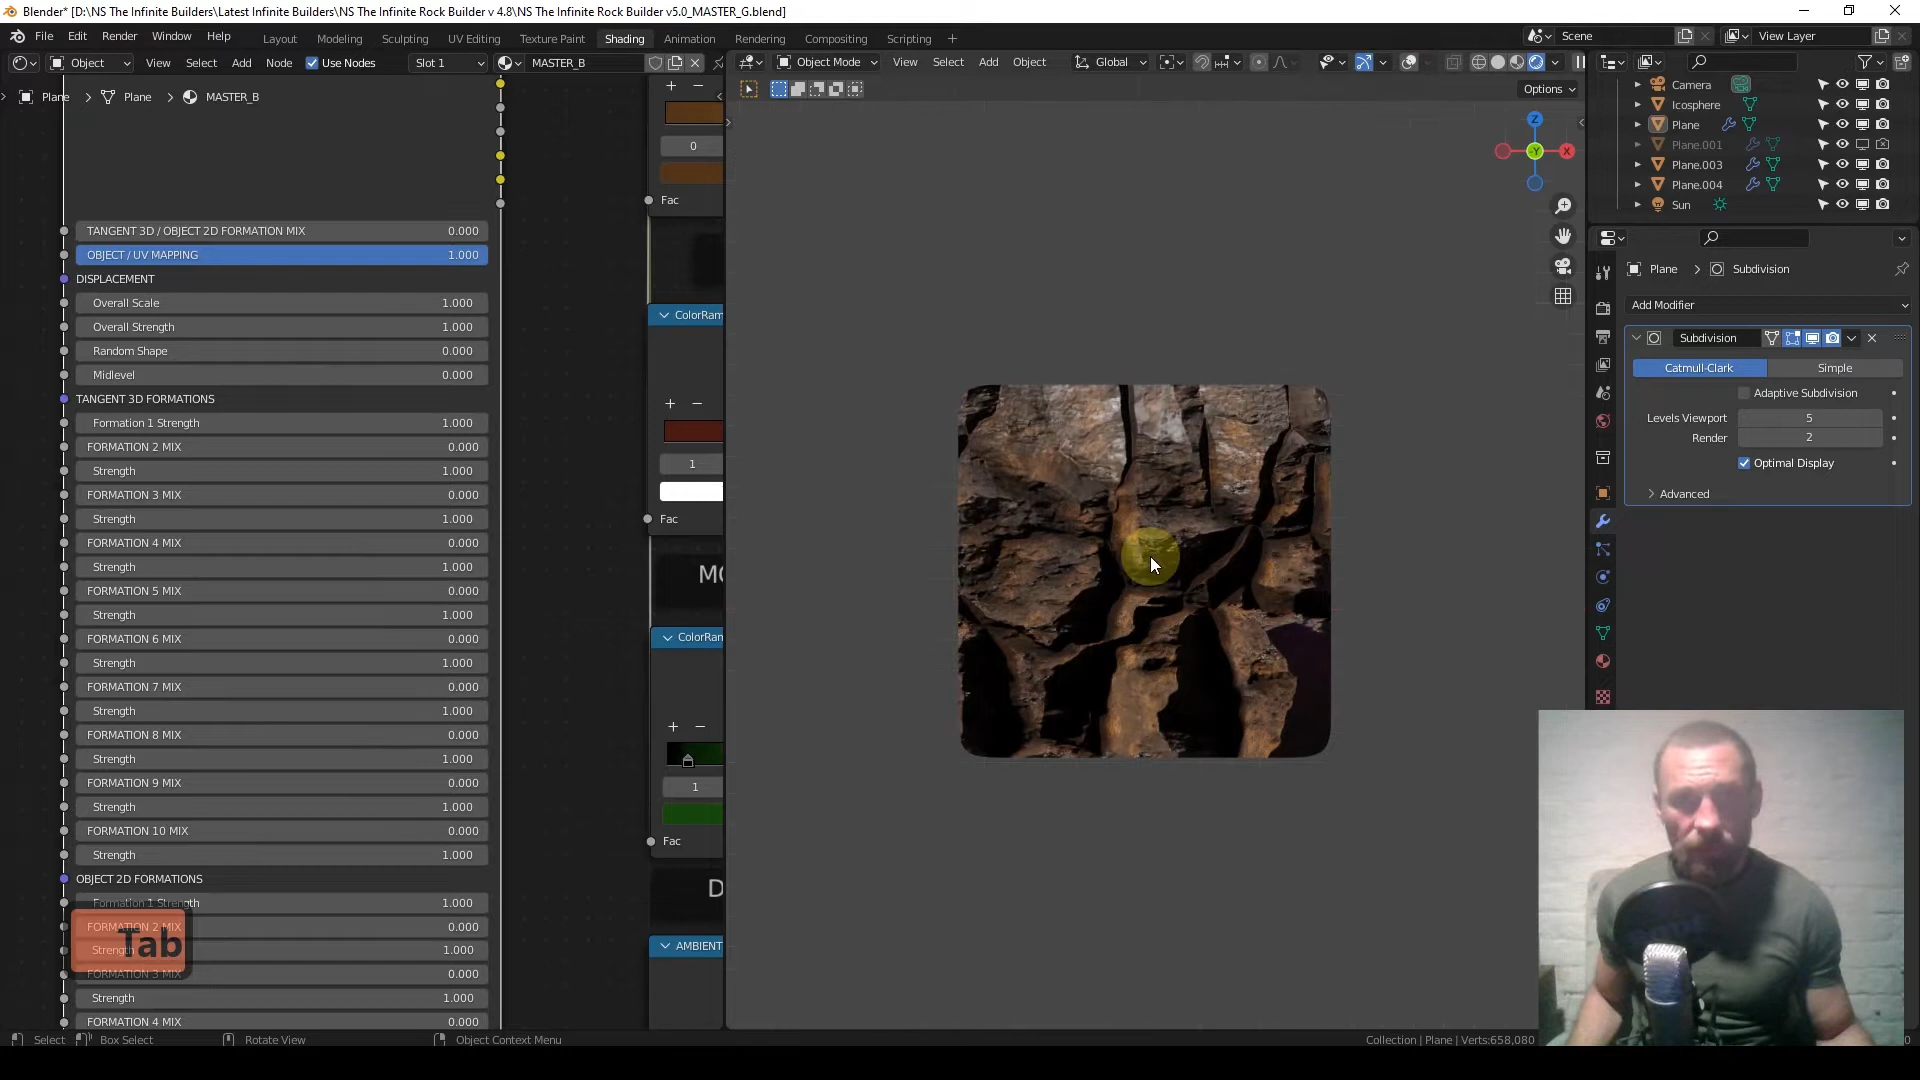 Blender* [D:\NS The Infinite Builders\Latest Infinite Builders\NS The Infinite Rock Builder v 4.8\NS The Infinite Rock Builder v5.0_MASTER_G.blend]
File Edit Render Window Help
Layout Modeling Sculpting UV Editing Texture Paint Shading Animation Rendering Compositing Scripting
Scene
View Layer
Object View Select Add Node Use Nodes Slot 1 MASTER_B
Object Mode View Select Add Object Global
Options
Plane Plane MASTER_B
TANGENT 3D / OBJECT 2D FORMATION MIX 0.000
OBJECT / UV MAPPING 1.000
DISPLACEMENT
Overall Scale 1.000
Overall Strength 1.000
Random Shape 0.000
Midlevel 0.000
TANGENT 3D FORMATIONS
Formation 1 Strength 1.000
FORMATION 2 MIX 0.000
Strength 1.000
FORMATION 3 MIX 0.000
Strength 1.000
FORMATION 4 MIX 0.000
Strength 1.000
FORMATION 5 MIX 0.000
Strength 1.000
FORMATION 6 MIX 0.000
Strength 1.000
FORMATION 7 MIX 0.000
Strength 1.000
FORMATION 8 MIX 0.000
Strength 1.000
FORMATION 9 MIX 0.000
Strength 1.000
FORMATION 10 MIX 0.000
Strength 1.000
OBJECT 2D FORMATIONS
Formation 1 Strength 1.000
FORMATION 2 MIX 0.000
Strength 1.000
FORMATION 3 MIX 0.000
Strength 1.000
FORMATION 4 MIX 0.000
Tab
0
Fac
ColorRam
1
Fac
MO
ColorRan
1
Fac
D
AMBIENT
Z
-Y
X
Camera
Icosphere
Plane
Plane.001
Plane.003
Plane.004
Sun
Plane Subdivision
Add Modifier
Subdivision
Catmull-Clark Simple
Adaptive Subdivision
Levels Viewport 5
Render 2
Optimal Display
Advanced
Select Box Select Rotate View Object Context Menu
Collection | Plane | Verts:658,080